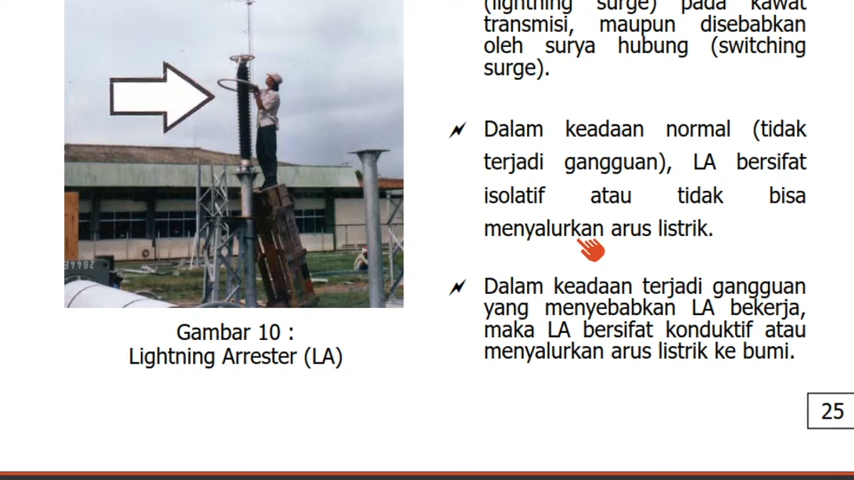 (lightning surge) pada kawat
transmisi, maupun disebabkan
oleh surya hubung (switching
surge).
Dalam keadaan normal (tidak
terjadi gangguan), LA bersifat
isolatif atau tidak bisa
menyalurkan arus listrik.
Dalam keadaan terjadi gangguan
yang menyebabkan LA bekerja,
maka LA bersifat konduktif atau
menyalurkan arus listrik ke bumi.
Gambar 10 :
Lightning Arrester (LA)
25